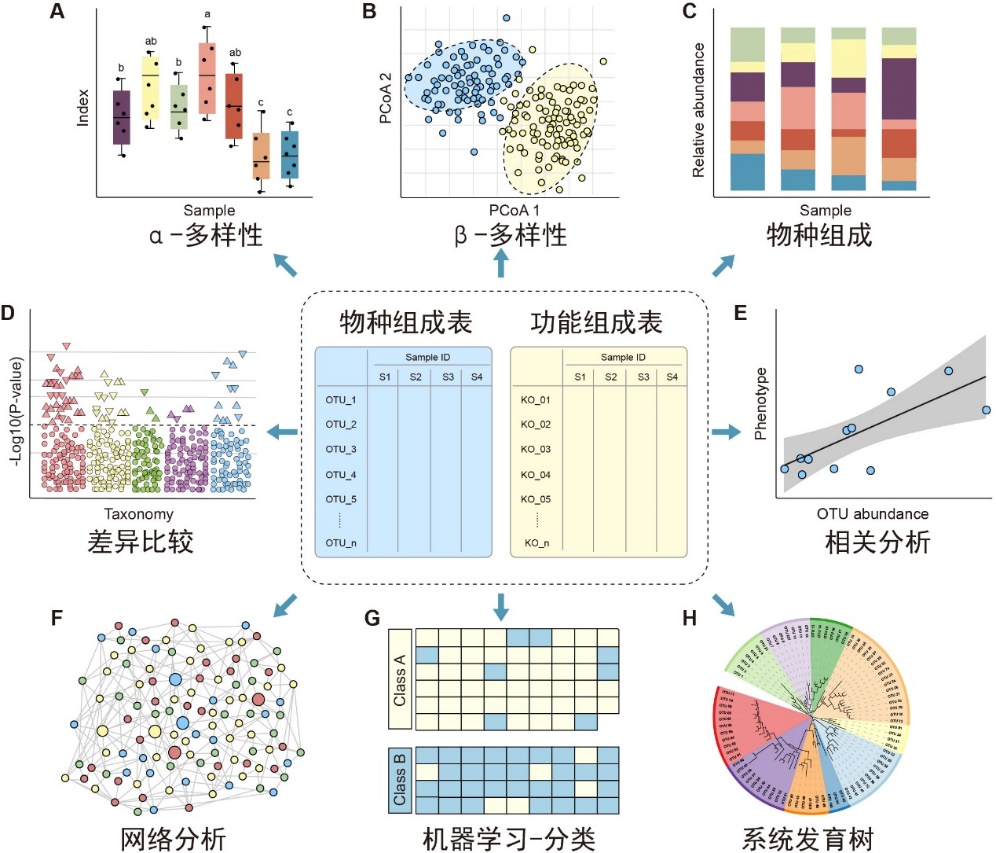 A
Index
b
ab
b
a
ab
c
c
Sample
α-多样性
B
PCoA 2
PCoA 1
β-多样性
C
Relative abundance
Sample
物种组成
D
-Log10(P-value)
Taxonomy
差异比较
物种组成表
Sample ID
S1 S2 S3 S4
OTU_1
OTU_2
OTU_3
OTU_4
OTU_5
OTU_n
功能组成表
Sample ID
S1 S2 S3 S4
KO_01
KO_02
KO_03
KO_04
KO_05
KO_n
E
Phenotype
OTU abundance
相关分析
F
网络分析
G
Class A
Class B
机器学习-分类
H
系统发育树